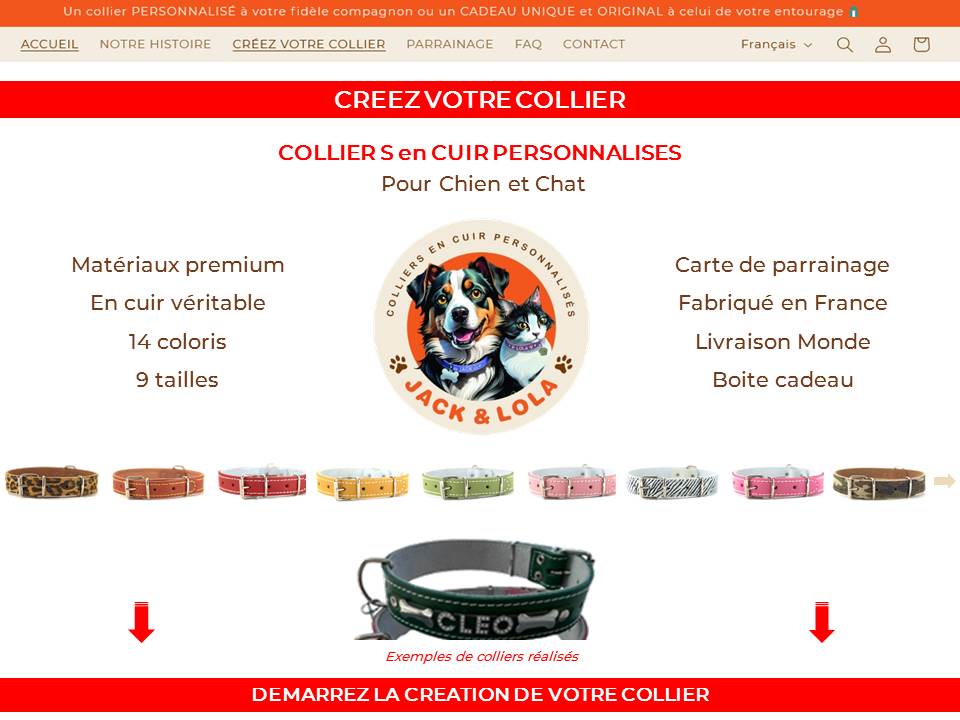 Un collier PERSONNALISÉ à votre fidèle compagnon ou un CADEAU UNIQUE et ORIGINAL à celui de votre entourage
ACCUEIL NOTRE HISTOIRE CRÉEZ VOTRE COLLIER PARRAINAGE FAQ CONTACT Français
CREEZ VOTRE COLLIER
COLLIER S en CUIR PERSONNALISES
Pour Chien et Chat
COLLIERS EN CUIR PERSONNALISÉS
JACK
LOLA
JACK & LOLA
Matériaux premium
En cuir véritable
14 coloris
9 tailles
Carte de parrainage
Fabriqué en France
Livraison Monde
Boite cadeau
CLEO
Exemples de colliers réalisés
DEMARREZ LA CREATION DE VOTRE COLLIER